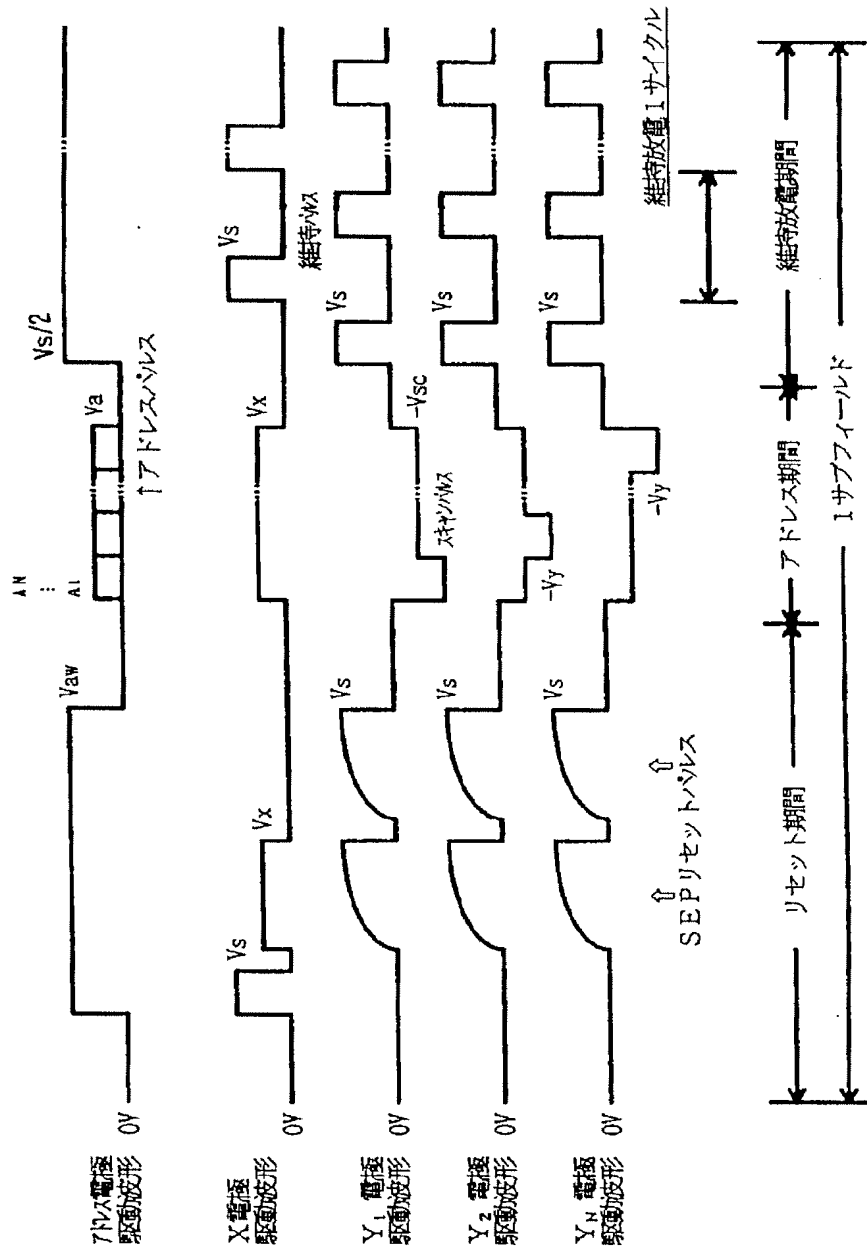 アドレス電極
駆動波形
0V
Vaw
AN
⋮
A1
Va
↑アドレスパルス
Vs/2
X電極
駆動波形
0V
Vs
Vx
Vx
Vs
維持パルス
Y1 電極
駆動波形
0V
Vs
スキャンパルス
-Vsc
Vs
Y2 電極
駆動波形
0V
Vs
-Vy
Vs
YN 電極
駆動波形
0V
Vs
-Vy
Vs
維持放電1サイクル
⇧ ⇧
SEPリセットパルス
リセット期間
アドレス期間
維持放電期間
1サブフィールド